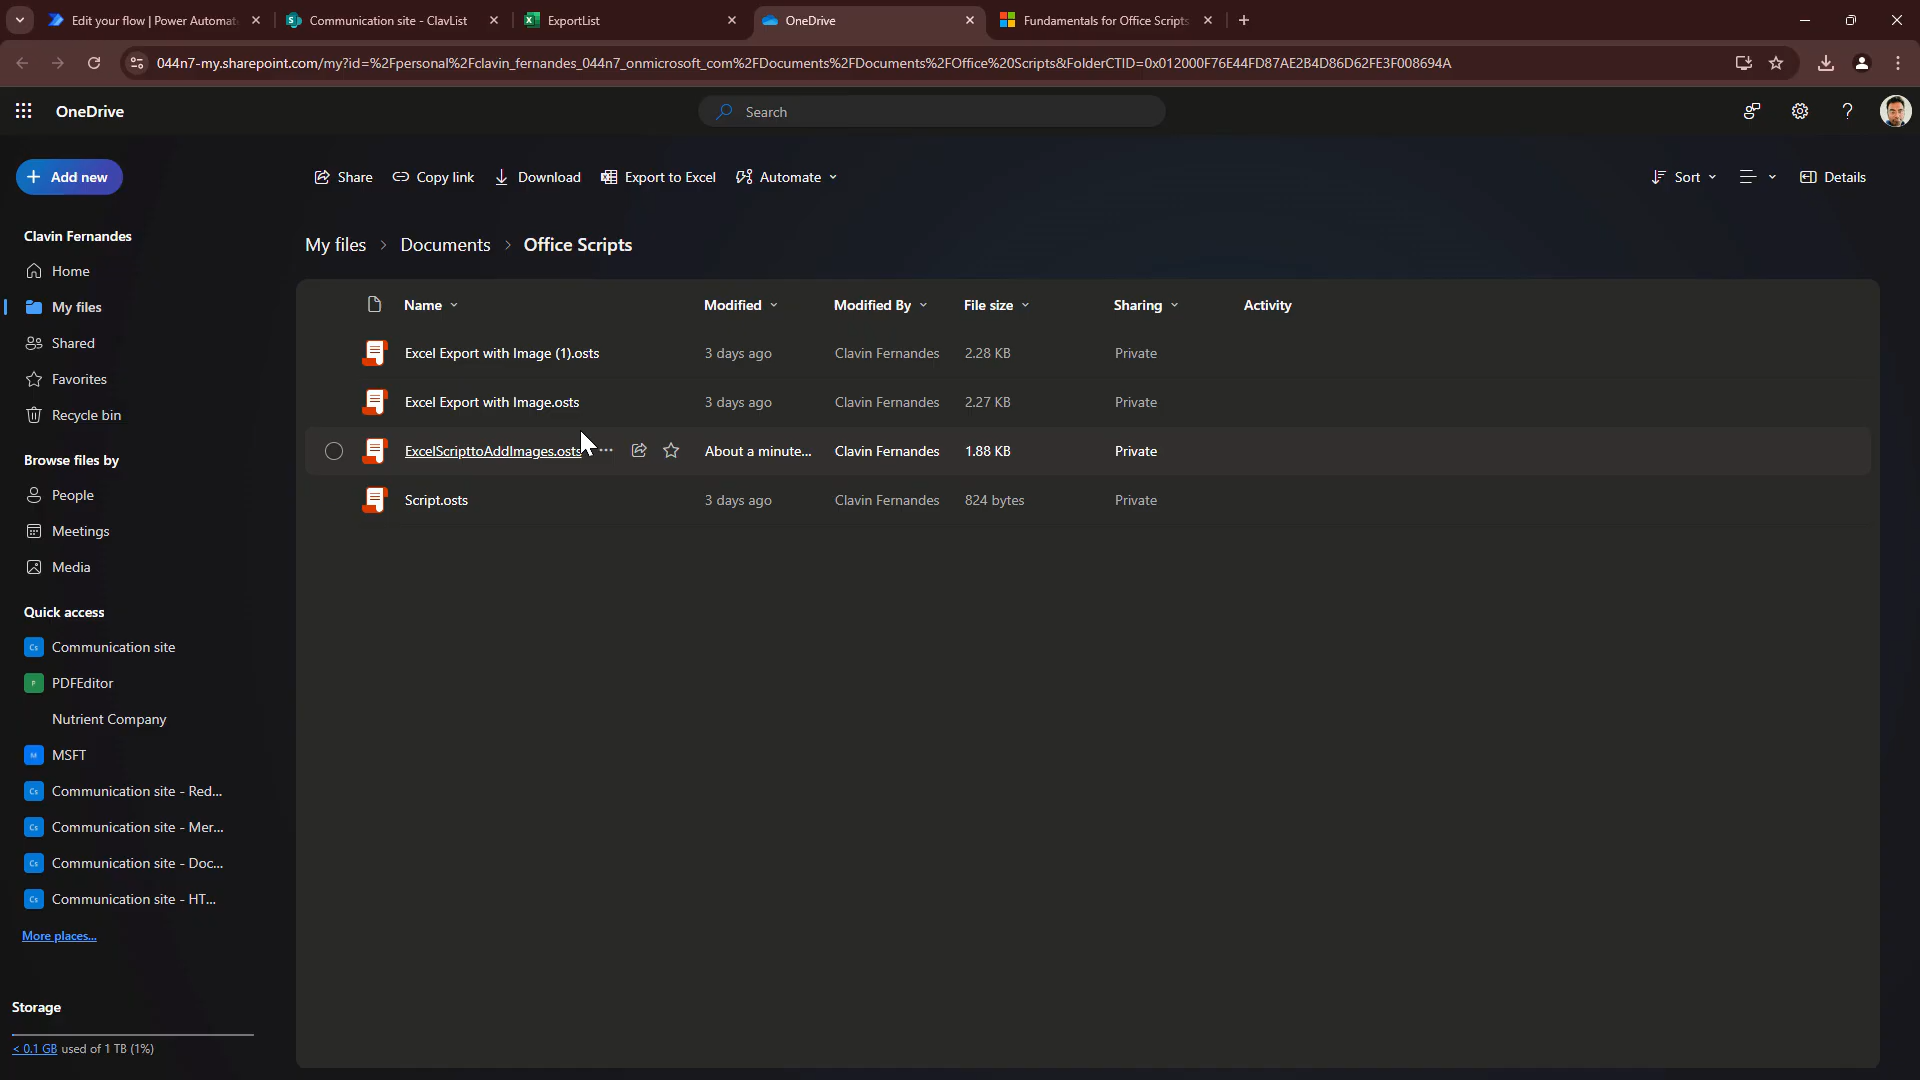 Edit your flow | Power Automat
Communication site - ClavList
ExportList
OneDrive
Fundamentals for Office Scripts
044n7-my.sharepoint.com/my?id=%2Fpersonal%2Fclavin_fernandes_044n7_onmicrosoft_com%2FDocuments%2FDocuments%2FOffice%20Scripts&FolderCTID=0x012000F76E44FD87AE2B4D86D62FE3F008694A
OneDrive
Search
Add new
Share
Copy link
Download
Export to Excel
Automate
Sort
Details
Clavin Fernandes
Home
My files
Shared
Favorites
Recycle bin
Browse files by
People
Meetings
Media
Quick access
Cs Communication site
P PDFEditor
Nutrient Company
M MSFT
Cs Communication site - Red...
Cs Communication site - Mer...
Cs Communication site - Doc...
Cs Communication site - HT...
More places...
Storage
< 0.1 GB used of 1 TB (1%)
My files > Documents > Office Scripts
Name Modified Modified By File size Sharing Activity
Excel Export with Image (1).osts 3 days ago Clavin Fernandes 2.28 KB Private
Excel Export with Image.osts 3 days ago Clavin Fernandes 2.27 KB Private
ExcelScripttoAddImages.osts ... About a minute... Clavin Fernandes 1.88 KB Private
Script.osts 3 days ago Clavin Fernandes 824 bytes Private